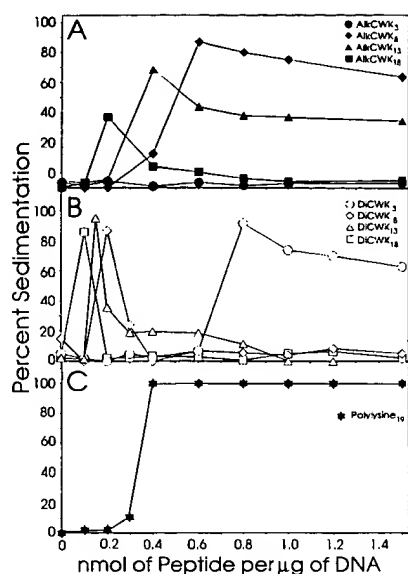 Percent Sedimentation
A
100
80
60
40
20
0
AlkCWK₃
AlkCWK₈
AlkCWK₁₃
AlkCWK₁₈
B
100
80
60
40
20
0
DiCWK₃
DiCWK₈
DiCWK₁₃
DiCWK₁₈
C
100
80
60
40
20
0
Polylysine₁₉
0 0.2 0.4 0.6 0.8 1.0 1.2 1.4
nmol of Peptide per μg of DNA